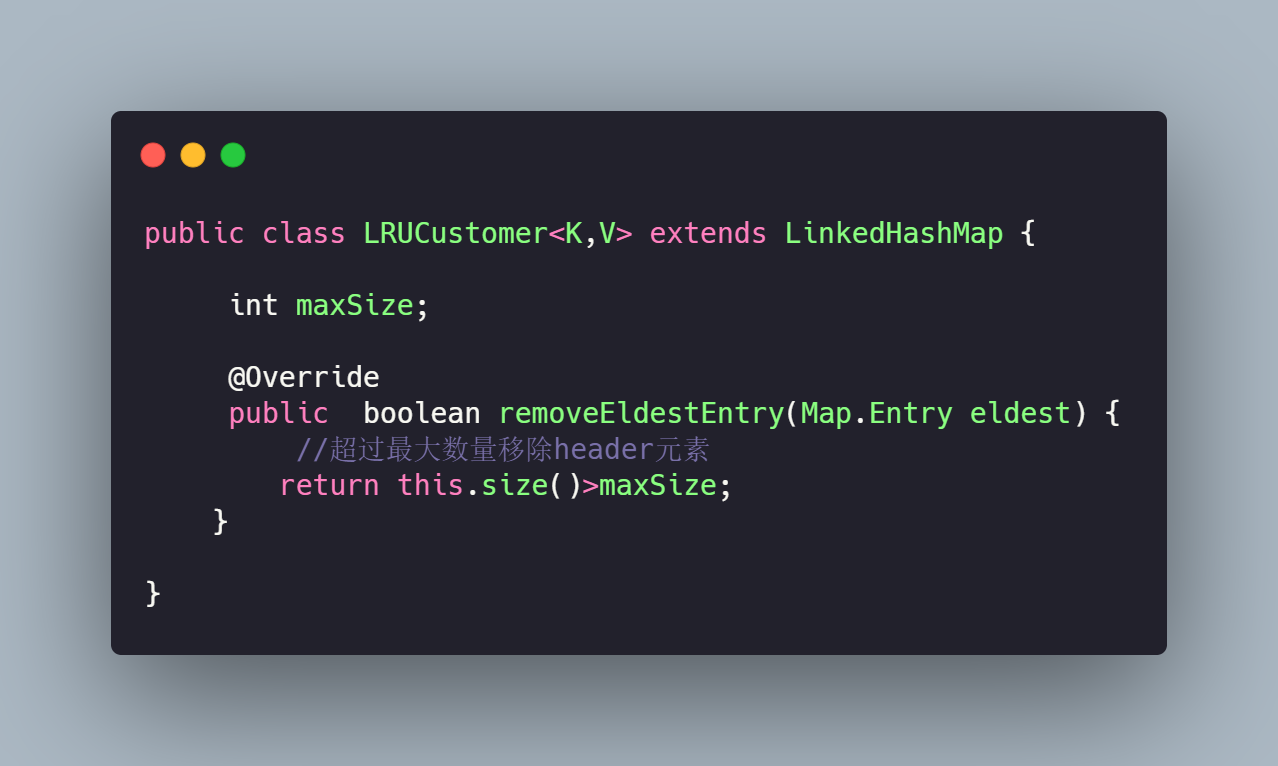 public class LRUCustomer<K,V> extends LinkedHashMap {
int maxSize;
@Override
public  boolean removeEldestEntry(Map.Entry eldest) {
//超过最大数量移除header元素
return this.size()>maxSize;
}
}